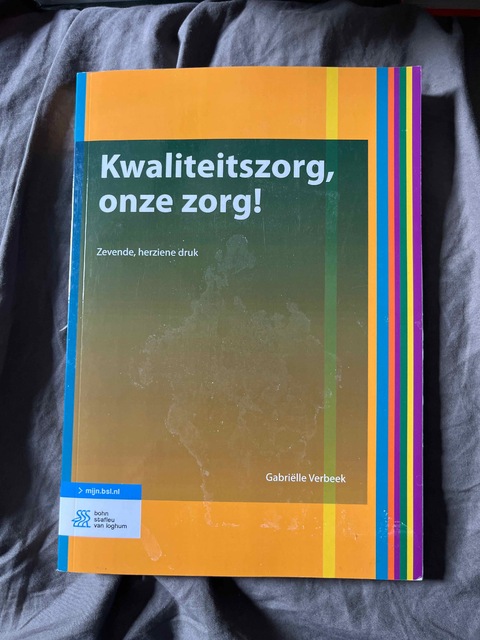 Kwaliteitszorg,
onze zorg!
Zevende, herziene druk
Gabriëlle Verbeek
> mijn.bsl.nl
bohn
stafleu
van loghum